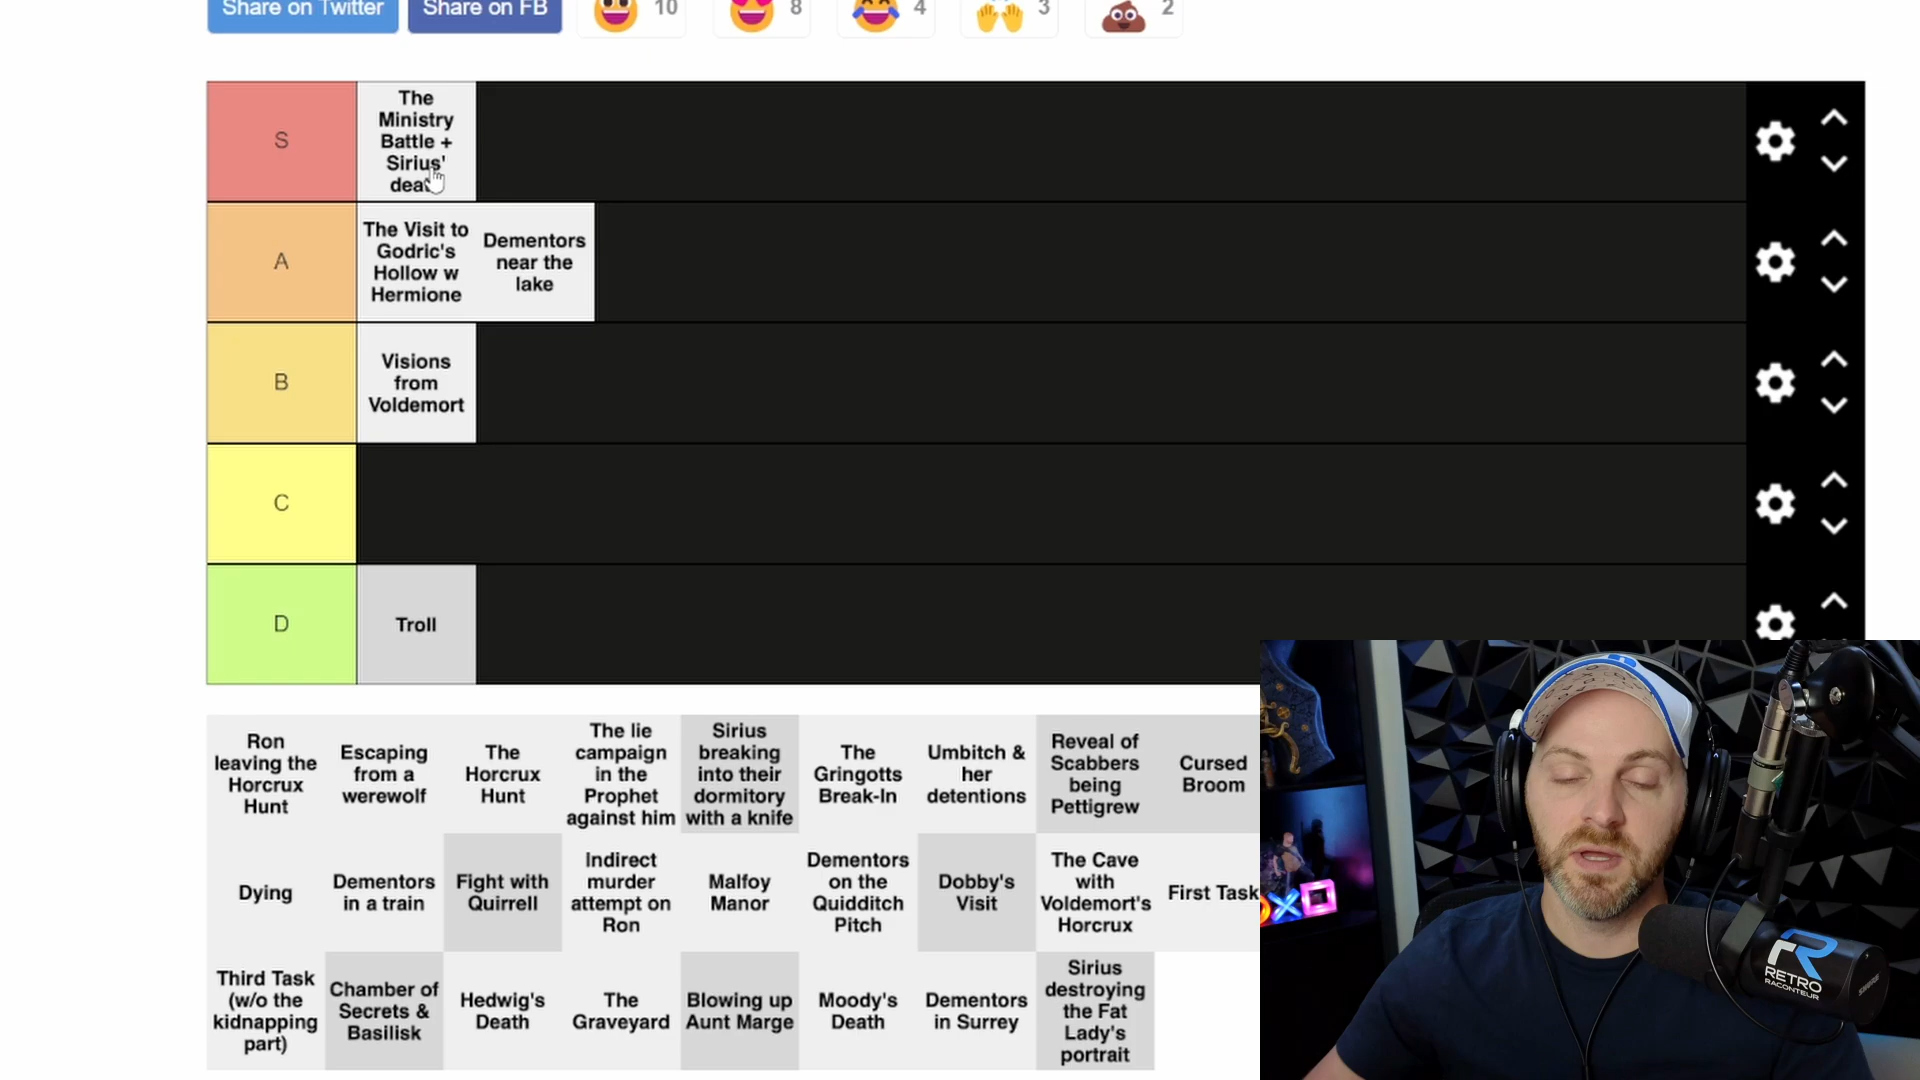 Share on Twitter
Share on FB
10
8
4
3
2
S
The
Ministry
Battle +
Sirius'
A
The Visit to
Godric's
Hollow w
Hermione
Dementors
near the
lake
B
Visions
from
Voldemort
C
D
Troll
Ron
leaving the
Horcrux
Hunt
Escaping
from a
werewolf
The
Horcrux
Hunt
The lie
campaign
in the
Prophet
against him
Sirius
breaking
into their
dormitory
with a knife
The
Gringotts
Break-In
Umbitch &
her
detentions
Reveal of
Scabbers
being
Pettigrew
Cursed
Broom
Dying
Dementors
in a train
Fight with
Quirrell
Indirect
murder
attempt on
Ron
Malfoy
Manor
Dementors
on the
Quidditch
Pitch
Dobby's
Visit
The Cave
with
Voldemort's
Horcrux
First Task
Third Task
(w/o the
kidnapping
part)
Chamber of
Secrets &
Basilisk
Hedwig's
Death
The
Graveyard
Blowing up
Aunt Marge
Moody's
Death
Dementors
in Surrey
Sirius
destroying
the Fat
Lady's
portrait
RETRO
RACONTEUR